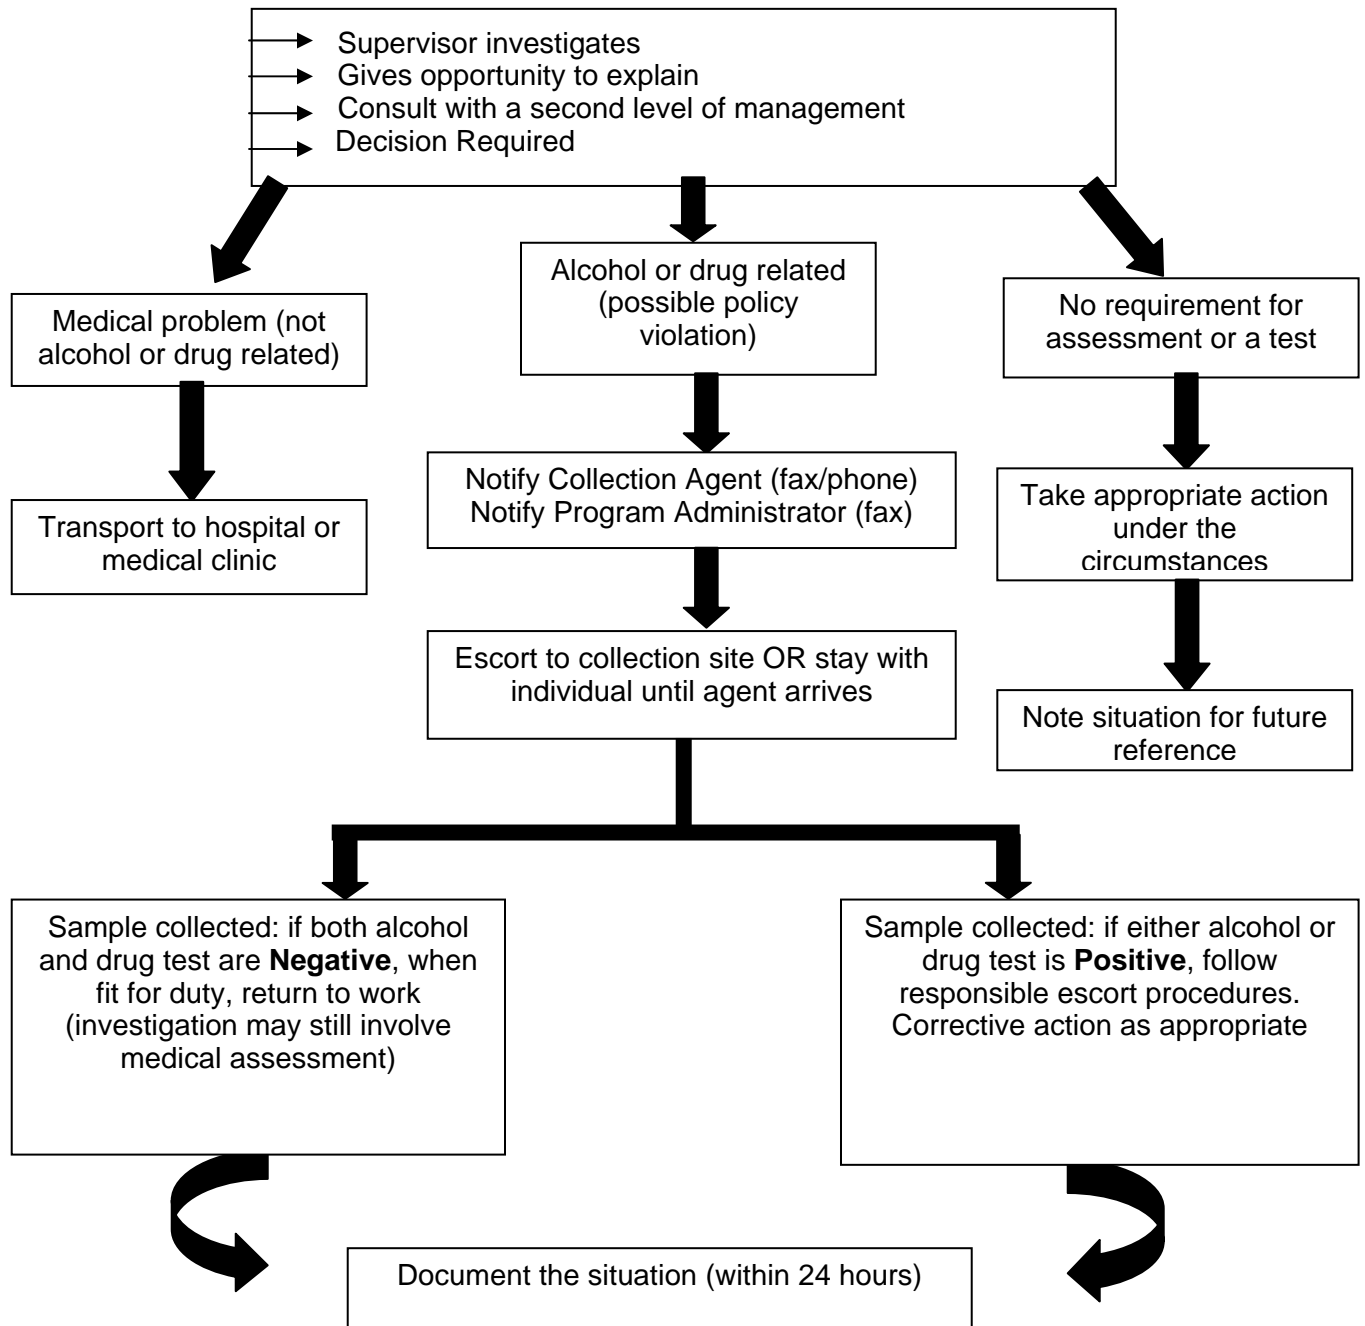 Supervisor investigates
Gives opportunity to explain
Consult with a second level of management
Decision Required
Medical problem (not
alcohol or drug related)
Alcohol or drug related
(possible policy
violation)
No requirement for
assessment or a test
Transport to hospital or
medical clinic
Notify Collection Agent (fax/phone)
Notify Program Administrator (fax)
Take appropriate action
under the
circumstances
Escort to collection site OR stay with
individual until agent arrives
Note situation for future
reference
Sample collected: if both alcohol
and drug test are Negative, when
fit for duty, return to work
(investigation may still involve
medical assessment)
Sample collected: if either alcohol or
drug test is Positive, follow
responsible escort procedures.
Corrective action as appropriate
Document the situation (within 24 hours)